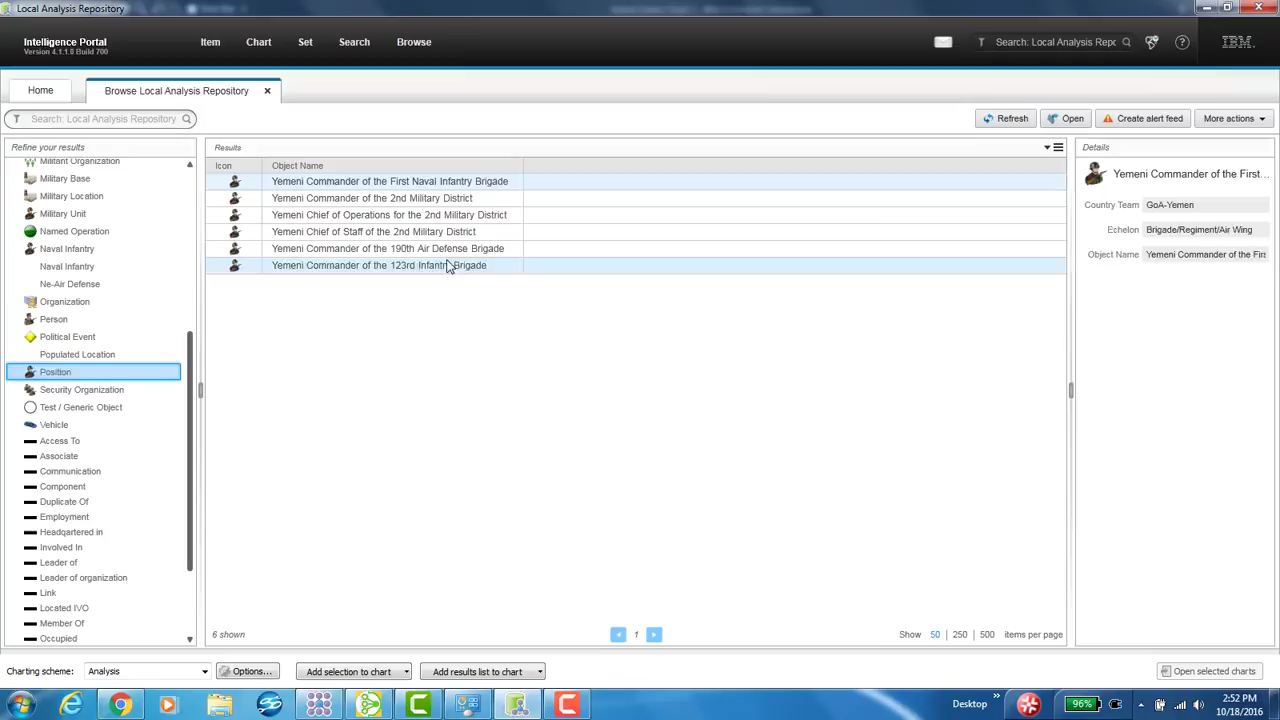 Local Analysis Repository
Intelligence Portal
Version 4.1.1.0 Build 700
Item
Chart
Set
Search
Browse
Search: Local Analysis Repc
IBM.
Home
Browse Local Analysis Repository
Search: Local Analysis Repository
Refresh
Open
Create alert feed
More actions
Refine your results
Militant Organization
Military Base
Military Location
Military Unit
Named Operation
Naval Infantry
Naval Infantry
Ne-Air Defense
Organization
Person
Political Event
Populated Location
Position
Security Organization
Test / Generic Object
Vehicle
Access To
Associate
Communication
Component
Duplicate Of
Employment
Headqartered in
Involved In
Leader of
Leader of organization
Link
Located IVO
Member Of
Occupied
Results
Icon Object Name
Yemeni Commander of the First Naval Infantry Brigade
Yemeni Commander of the 2nd Military District
Yemeni Chief of Operations for the 2nd Military District
Yemeni Chief of Staff of the 2nd Military District
Yemeni Commander of the 190th Air Defense Brigade
Yemeni Commander of the 123rd Infantry Brigade
6 shown
1
Show 50 | 250 | 500 items per page
Details
Yemeni Commander of the First...
Country Team GoA-Yemen
Echelon Brigade/Regiment/Air Wing
Object Name Yemeni Commander of the Fir
Charting scheme: Analysis
Options...
Add selection to chart
Add results list to chart
Open selected charts
Desktop
96%
2:52 PM
10/18/2016